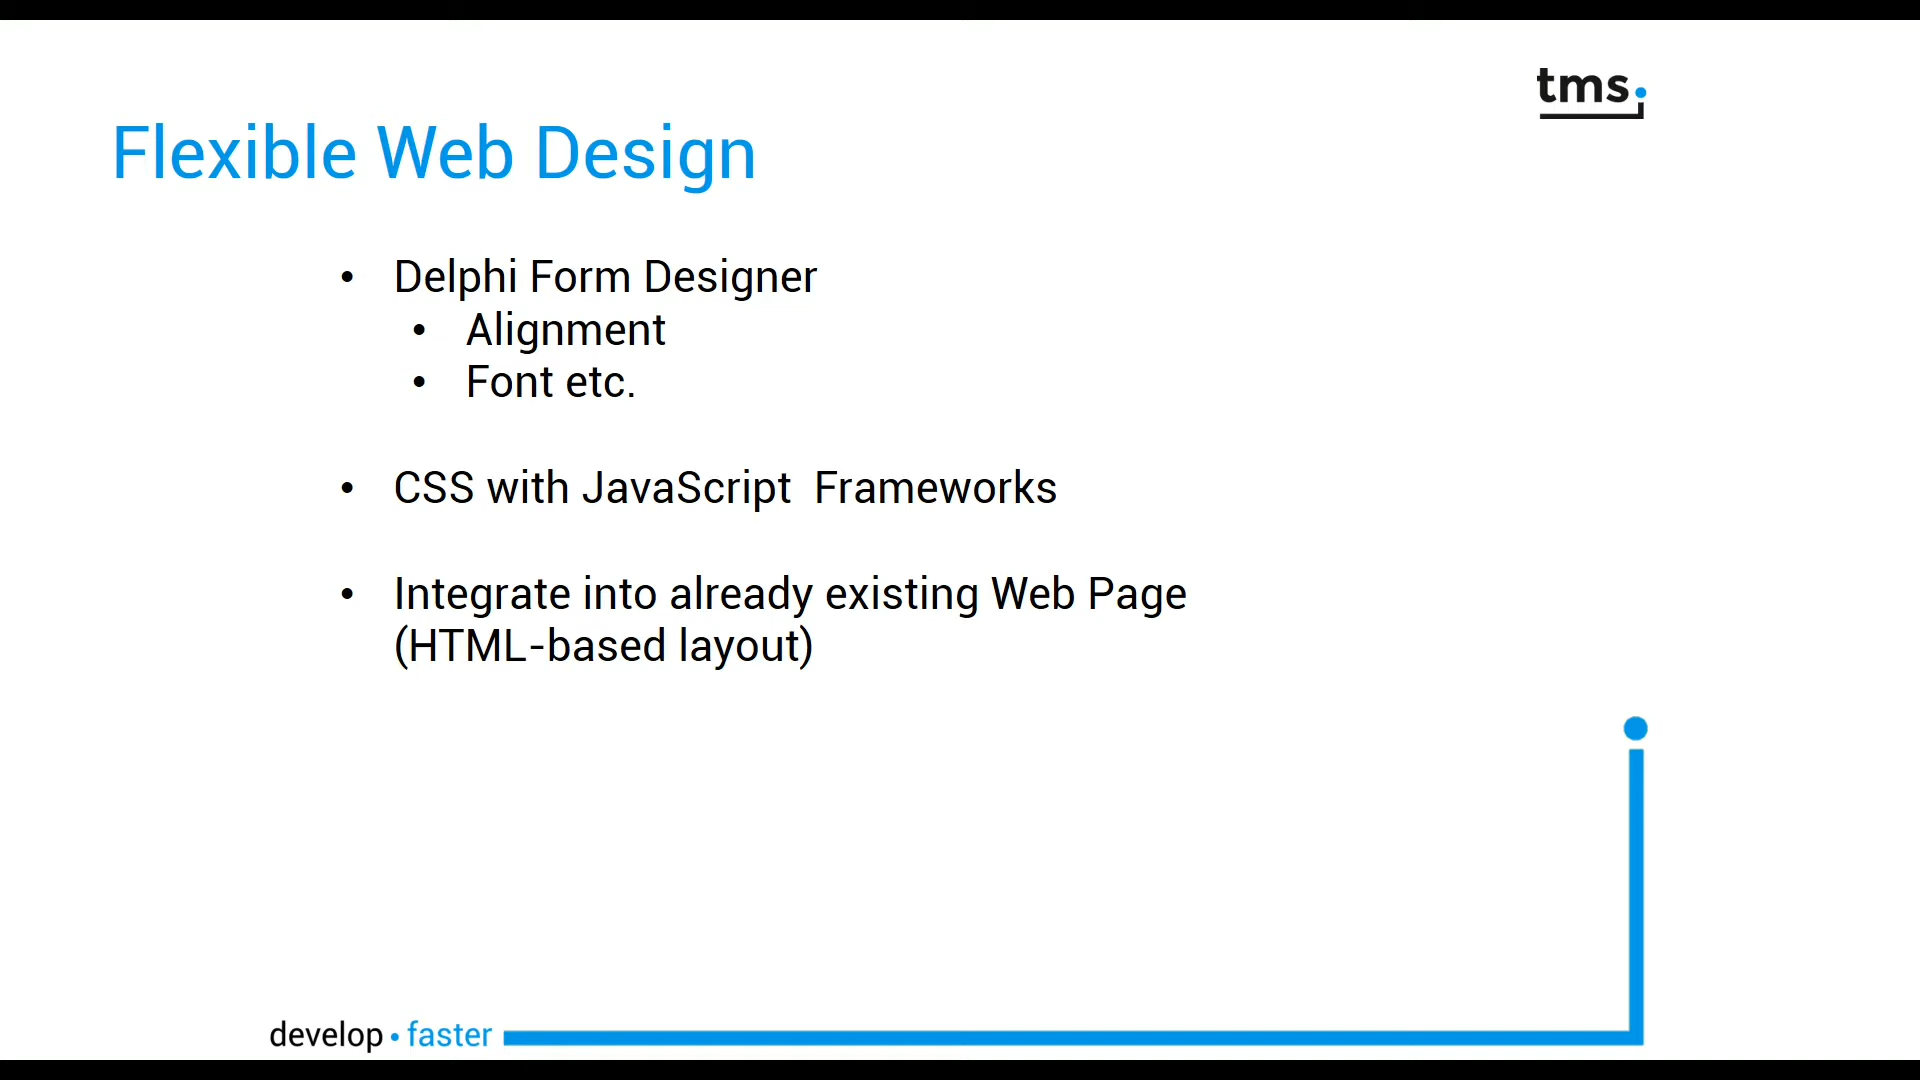 tms.
Flexible Web Design
• Delphi Form Designer
• Alignment
• Font etc.
• CSS with JavaScript  Frameworks
• Integrate into already existing Web Page
(HTML-based layout)
develop • faster